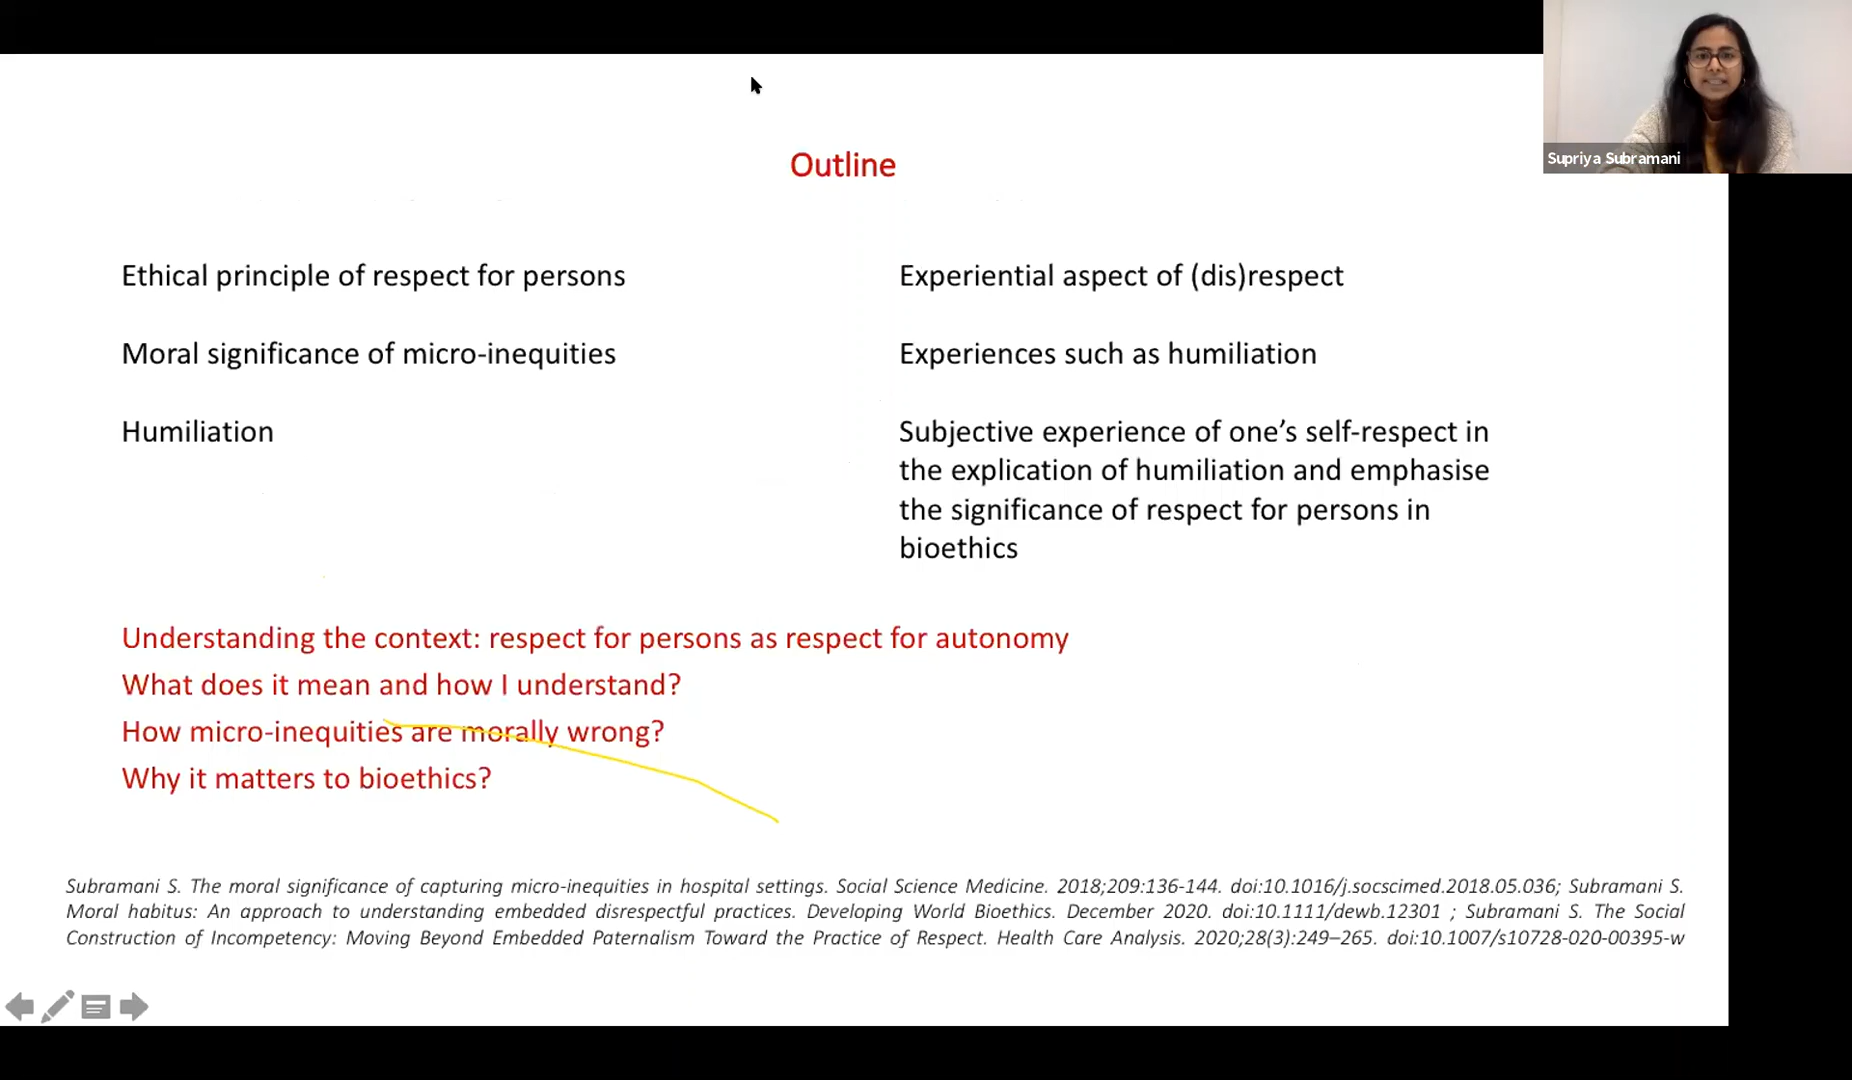 Supriya Subramani
Outline
Ethical principle of respect for persons
Moral significance of micro-inequities
Humiliation
Experiential aspect of (dis)respect
Experiences such as humiliation
Subjective experience of one’s self-respect in
the explication of humiliation and emphasise
the significance of respect for persons in
bioethics
Understanding the context: respect for persons as respect for autonomy
What does it mean and how I understand?
How micro-inequities are morally wrong?
Why it matters to bioethics?
Subramani S. The moral significance of capturing micro-inequities in hospital settings. Social Science Medicine. 2018;209:136-144. doi:10.1016/j.socscimed.2018.05.036; Subramani S.
Moral habitus: An approach to understanding embedded disrespectful practices. Developing World Bioethics. December 2020. doi:10.1111/dewb.12301 ; Subramani S. The Social
Construction of Incompetency: Moving Beyond Embedded Paternalism Toward the Practice of Respect. Health Care Analysis. 2020;28(3):249–265. doi:10.1007/s10728-020-00395-w